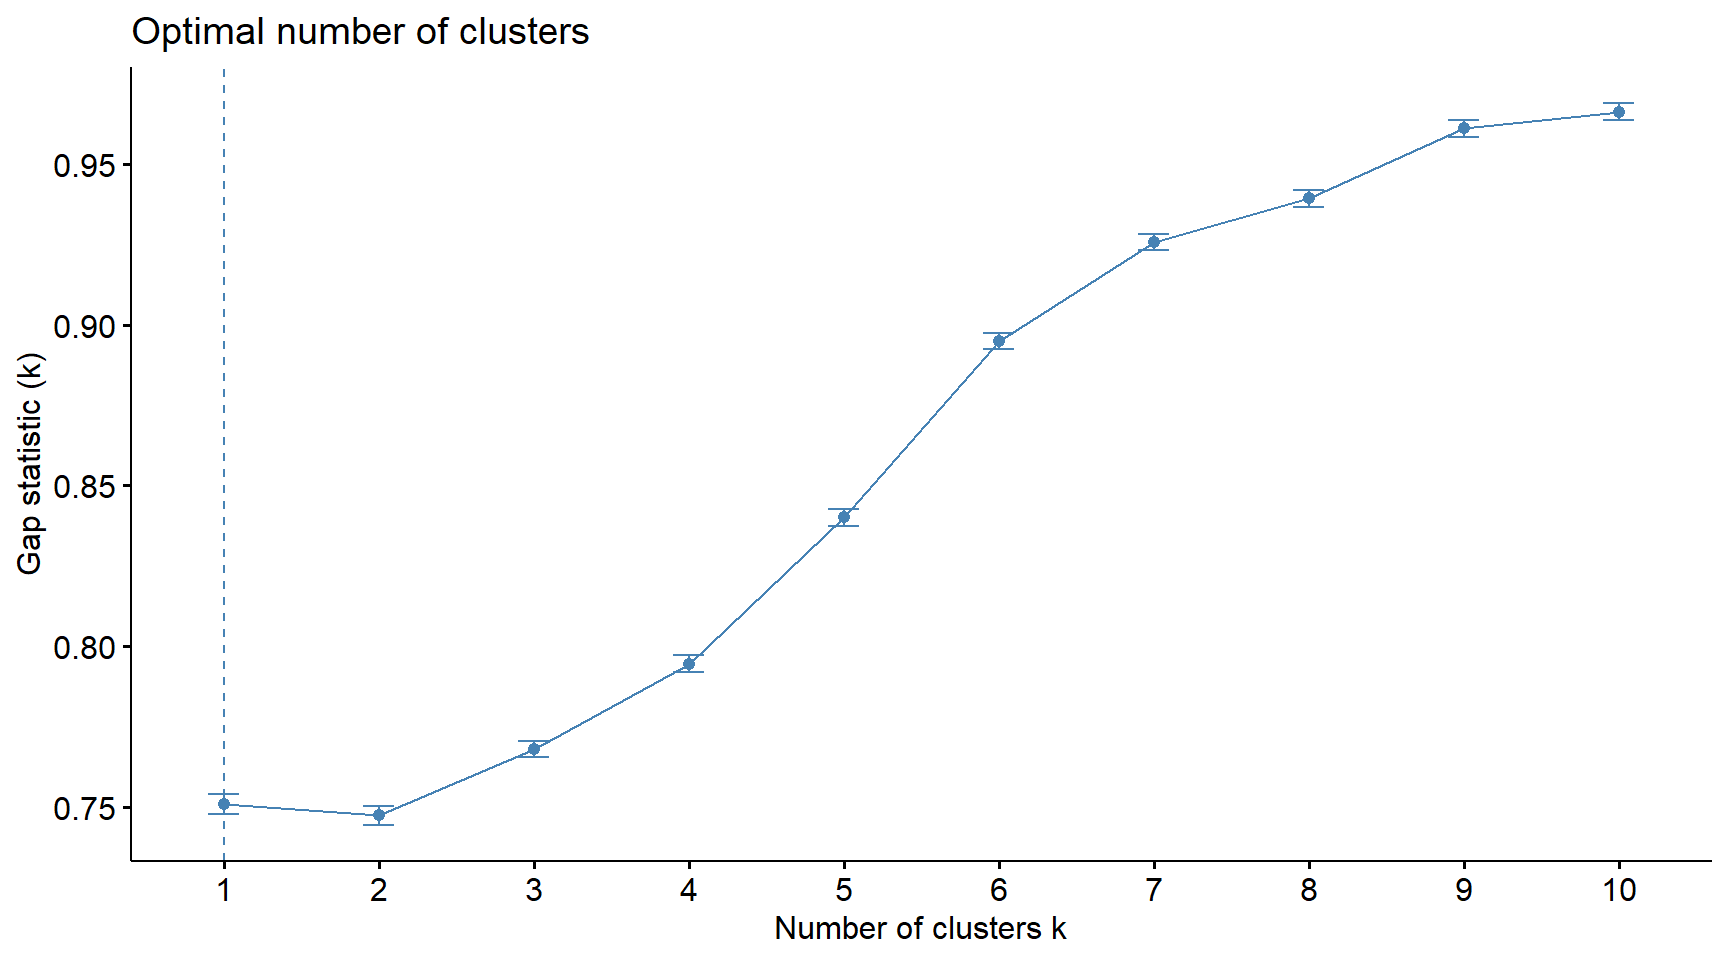 Optimal number of clusters
Gap statistic (k)
0.95
0.90
0.85
0.80
0.75
1 2 3 4 5 6 7 8 9 10
Number of clusters k